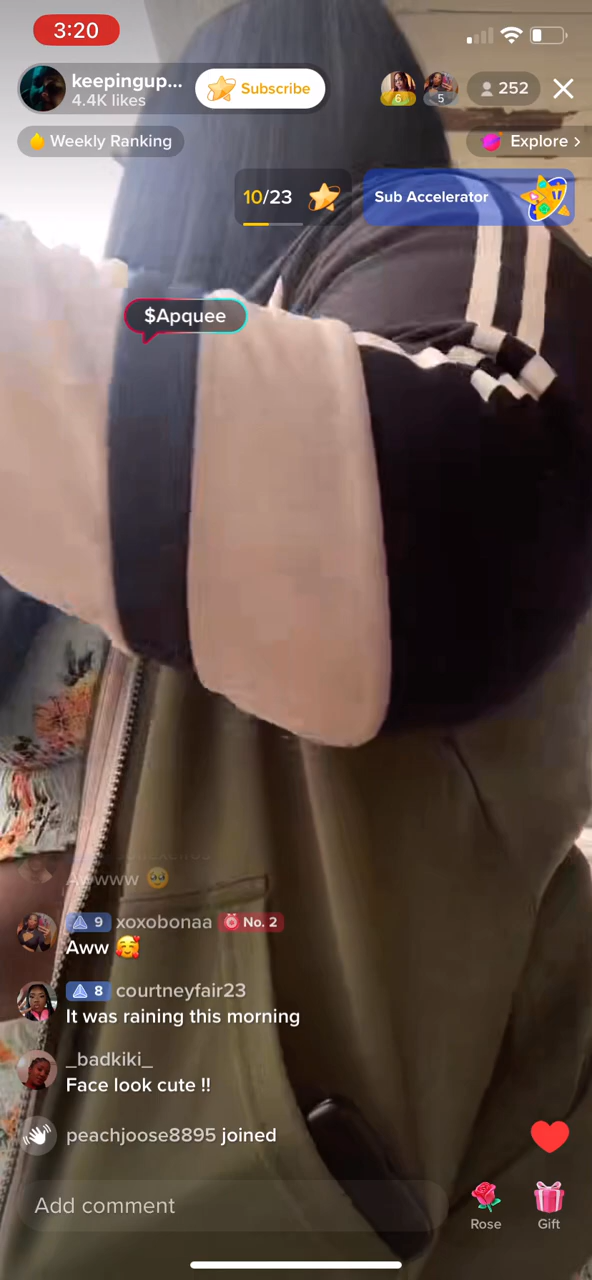 3:20
keepingup...
4.4K likes
Subscribe
6
5
252
Weekly Ranking
Explore >
10/23
Sub Accelerator
$Apquee
Awwww 🥹
9 xoxobonaa No. 2
Aww 🥰
8 courtneyfair23
It was raining this morning
_badkiki_
Face look cute !!
peachjoose8895 joined
Add comment
Rose
Gift